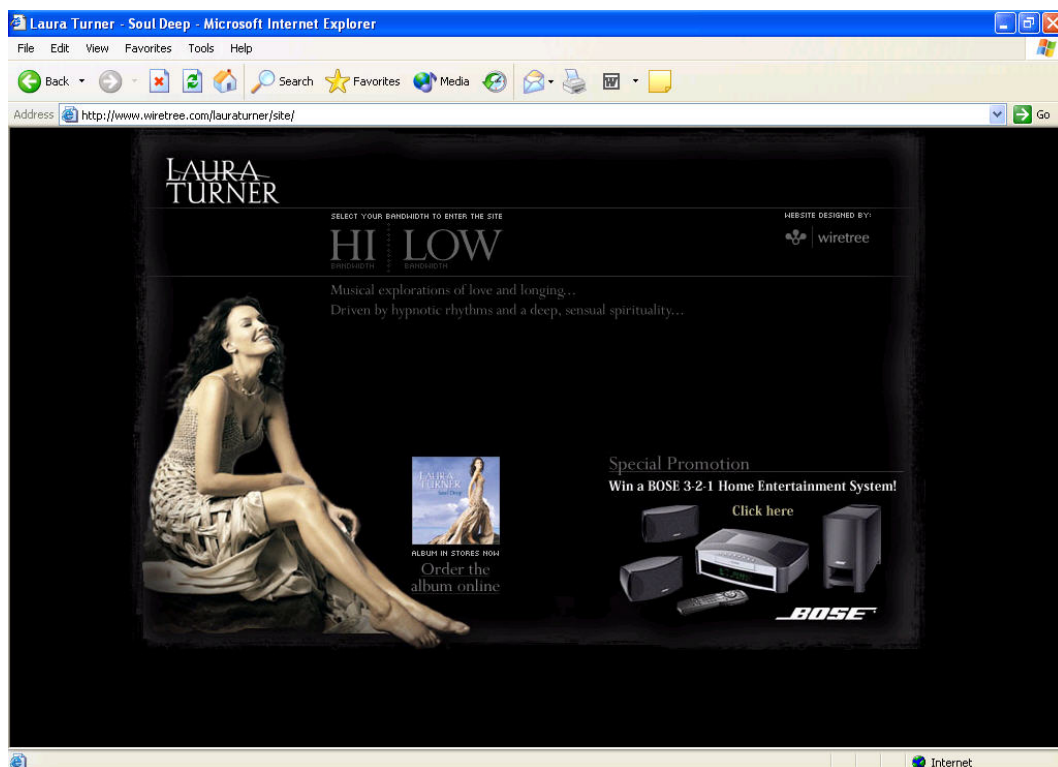 Laura Turner - Soul Deep - Microsoft Internet Explorer
File Edit View Favorites Tools Help
Back Search Favorites Media
Address http://www.wiretree.com/lauraturner/site/ Go
LAURA
TURNER
SELECT YOUR BANDWIDTH TO ENTER THE SITE
WEBSITE DESIGNED BY:
HI LOW
wiretree
BANDWIDTH BANDWIDTH
Musical explorations of love and longing...
Driven by hypnotic rhythms and a deep, sensual spirituality...
LAURA
TURNER
Soul Deep
ALBUM IN STORES NOW
Order the
album online
Special Promotion
Win a BOSE 3-2-1 Home Entertainment System!
Click here
BOSE
Internet